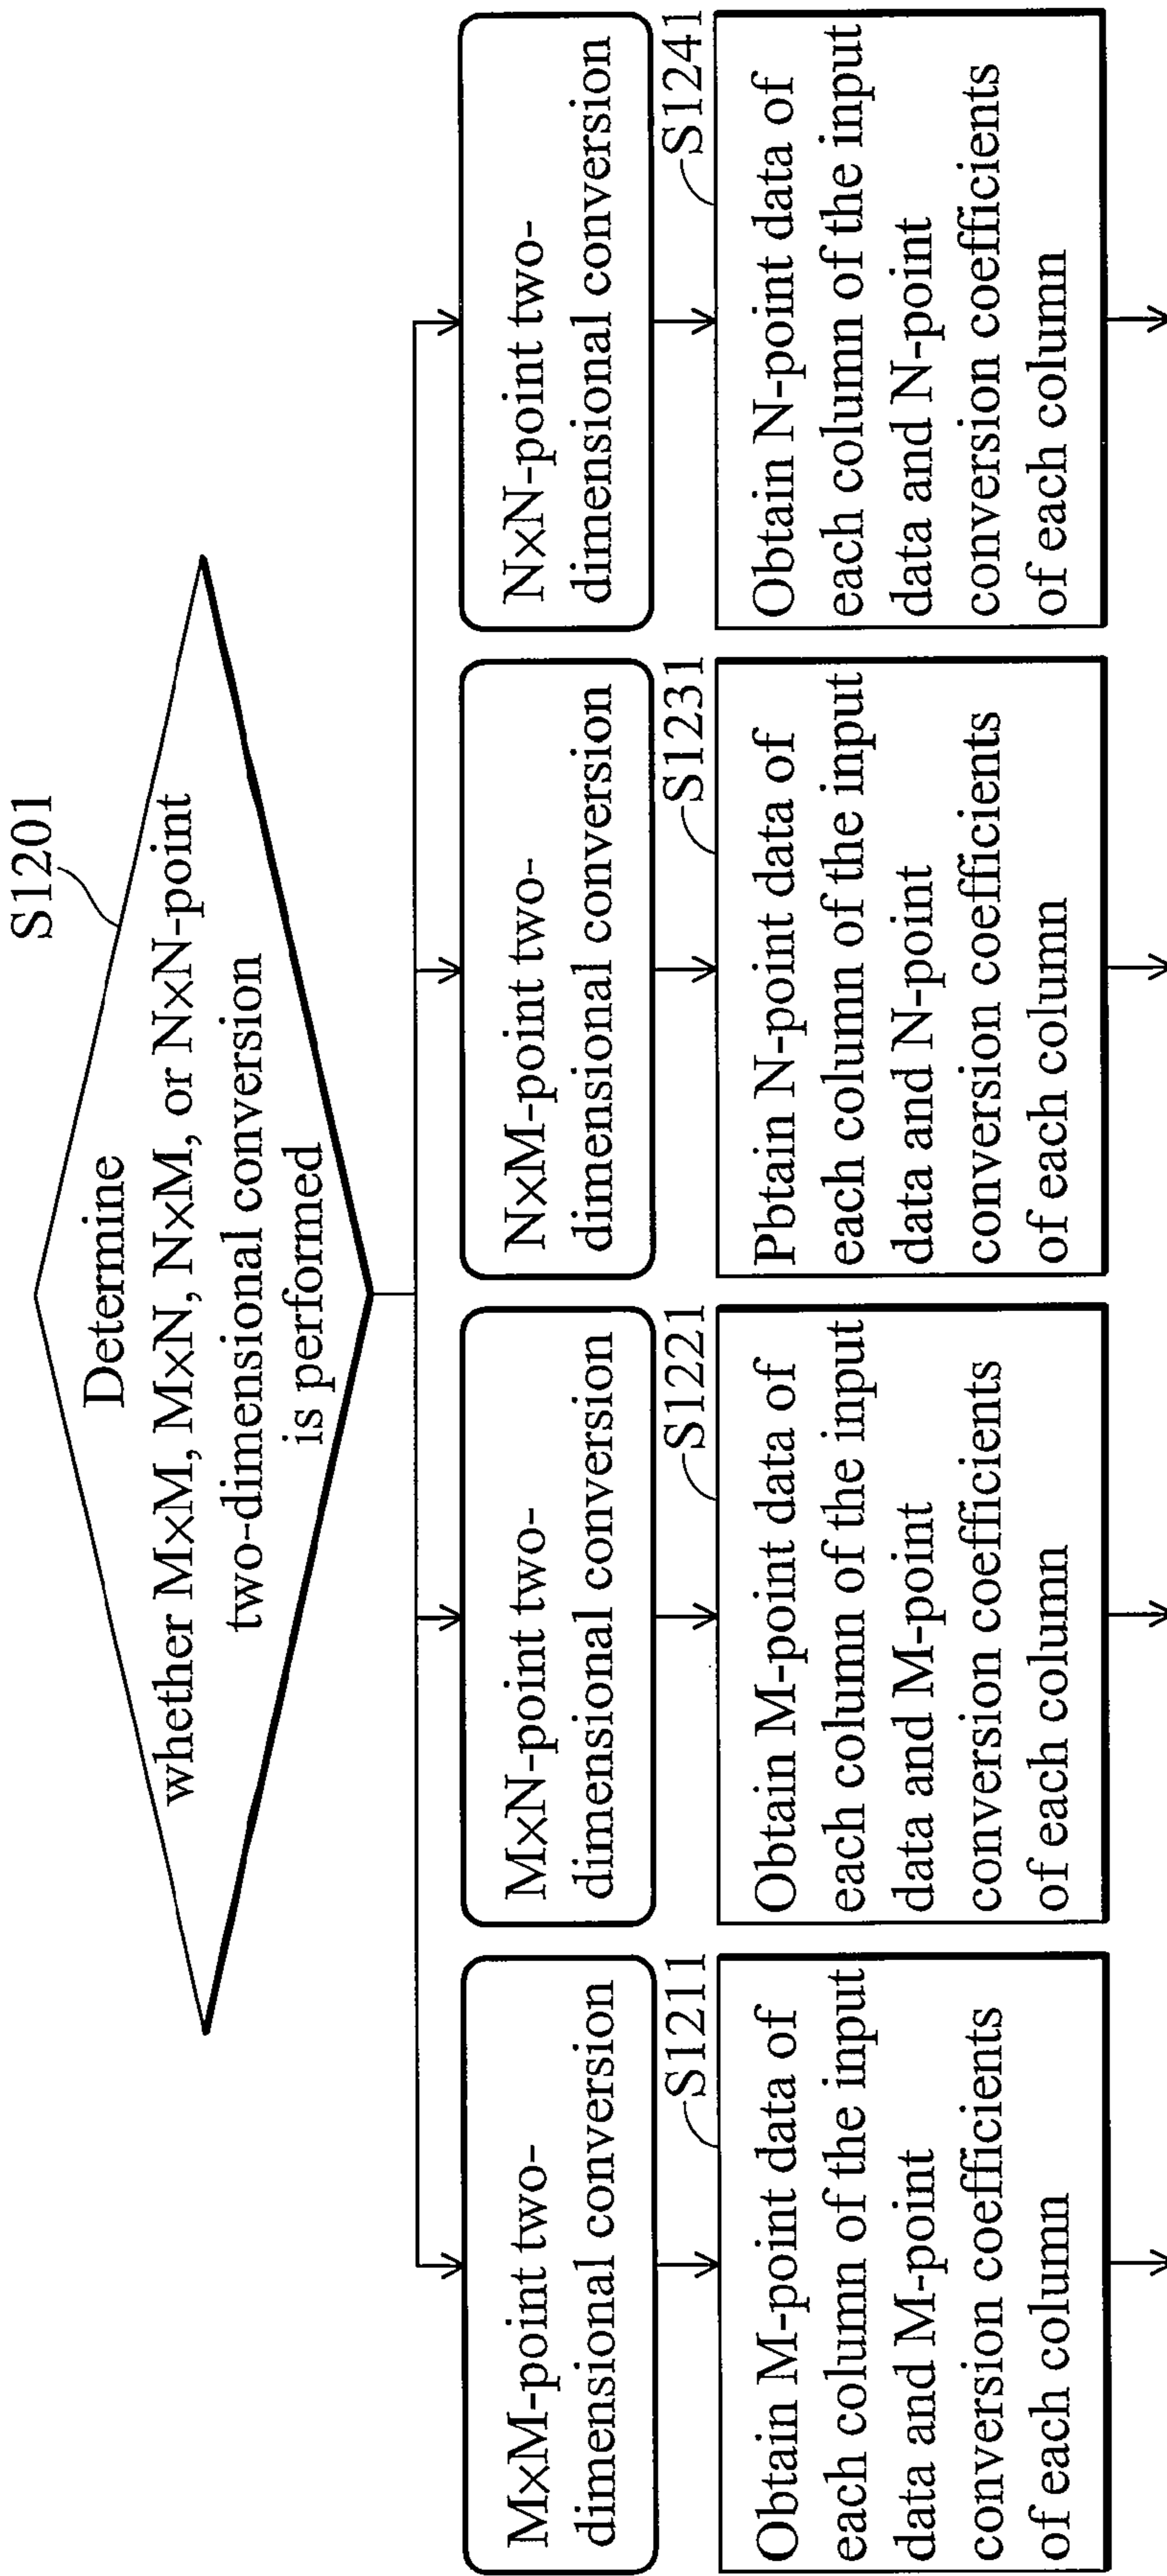 S1201
Determine
whether M×M, M×N, N×M, or N×N-point
two-dimensional conversion
is performed
M×M-point two-
dimensional conversion
S1211
Obtain M-point data of
each column of the input
data and M-point
conversion coefficients
of each column
M×N-point two-
dimensional conversion
S1221
Obtain M-point data of
each column of the input
data and M-point
conversion coefficients
of each column
N×M-point two-
dimensional conversion
S1231
Pbtain N-point data of
each column of the input
data and N-point
conversion coefficients
of each column
N×N-point two-
dimensional conversion
S1241
Obtain N-point data of
each column of the input
data and N-point
conversion coefficients
of each column